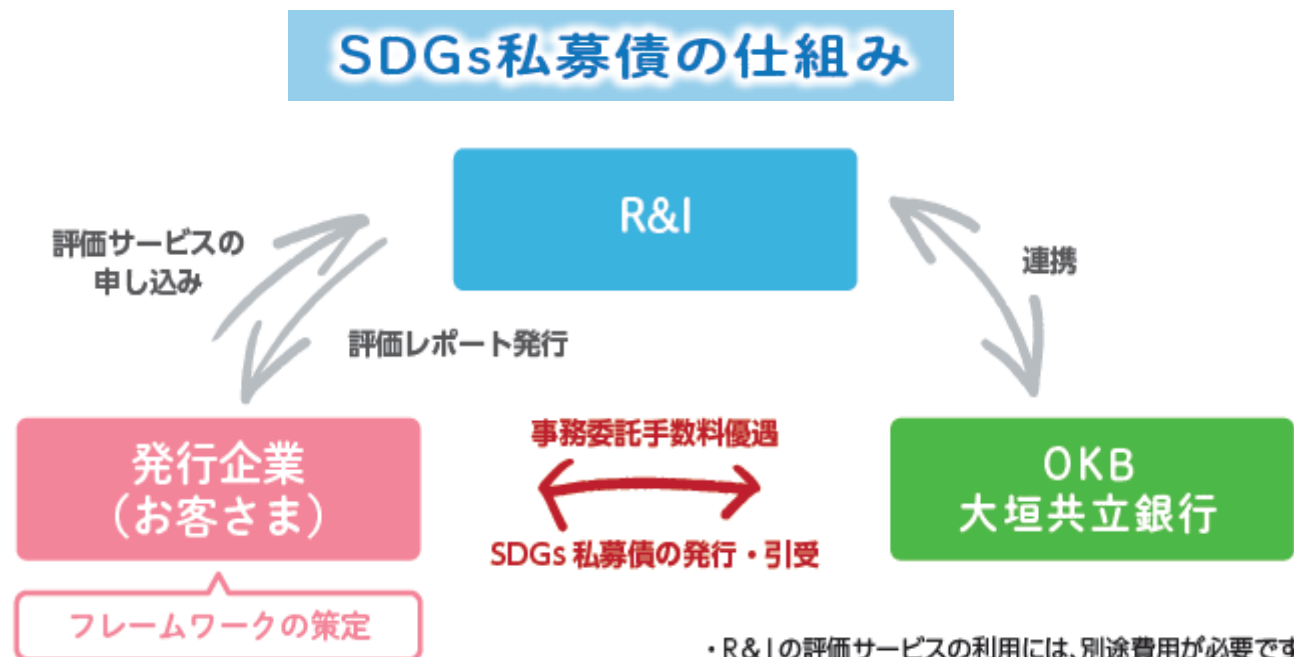 SDGs私募債の仕組み
R&I
評価サービスの
申し込み
連携
評価レポート発行
事務委託手数料優遇
発行企業
(お客さま)
OKB
大垣共立銀行
SDGs 私募債の発行・引受
フレームワークの策定
・R&Iの評価サービスの利用には、別途費用が必要です